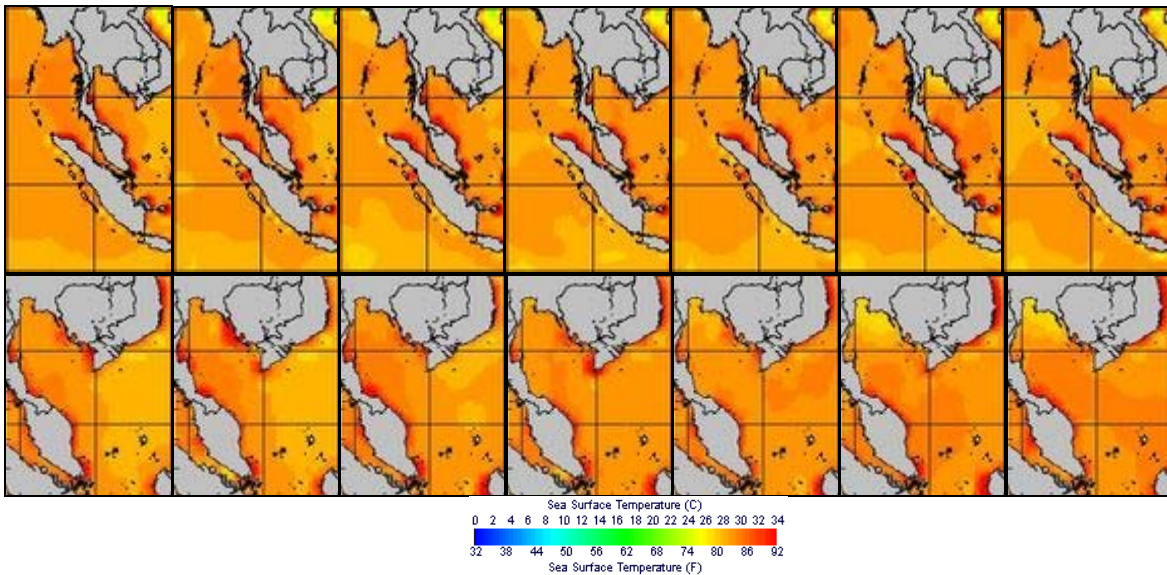 Sea Surface Temperature (C)
0 2 4 6 8 10 12 14 16 18 20 22 24 26 28 30 32 34
32 38 44 50 56 62 68 74 80 86 92
Sea Surface Temperature (F)